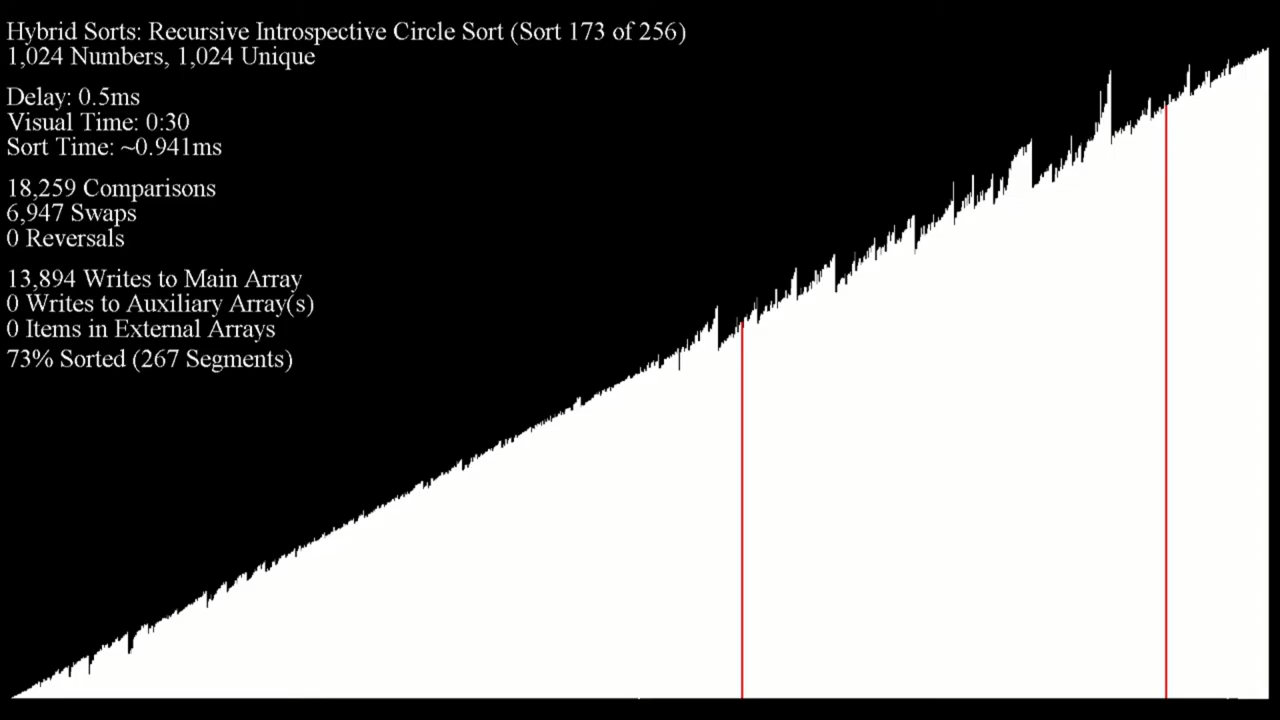 Hybrid Sorts: Recursive Introspective Circle Sort (Sort 173 of 256)
1,024 Numbers, 1,024 Unique
Delay: 0.5ms
Visual Time: 0:30
Sort Time: ~0.941ms
18,259 Comparisons
6,947 Swaps
0 Reversals
13,894 Writes to Main Array
0 Writes to Auxiliary Array(s)
0 Items in External Arrays
73% Sorted (267 Segments)